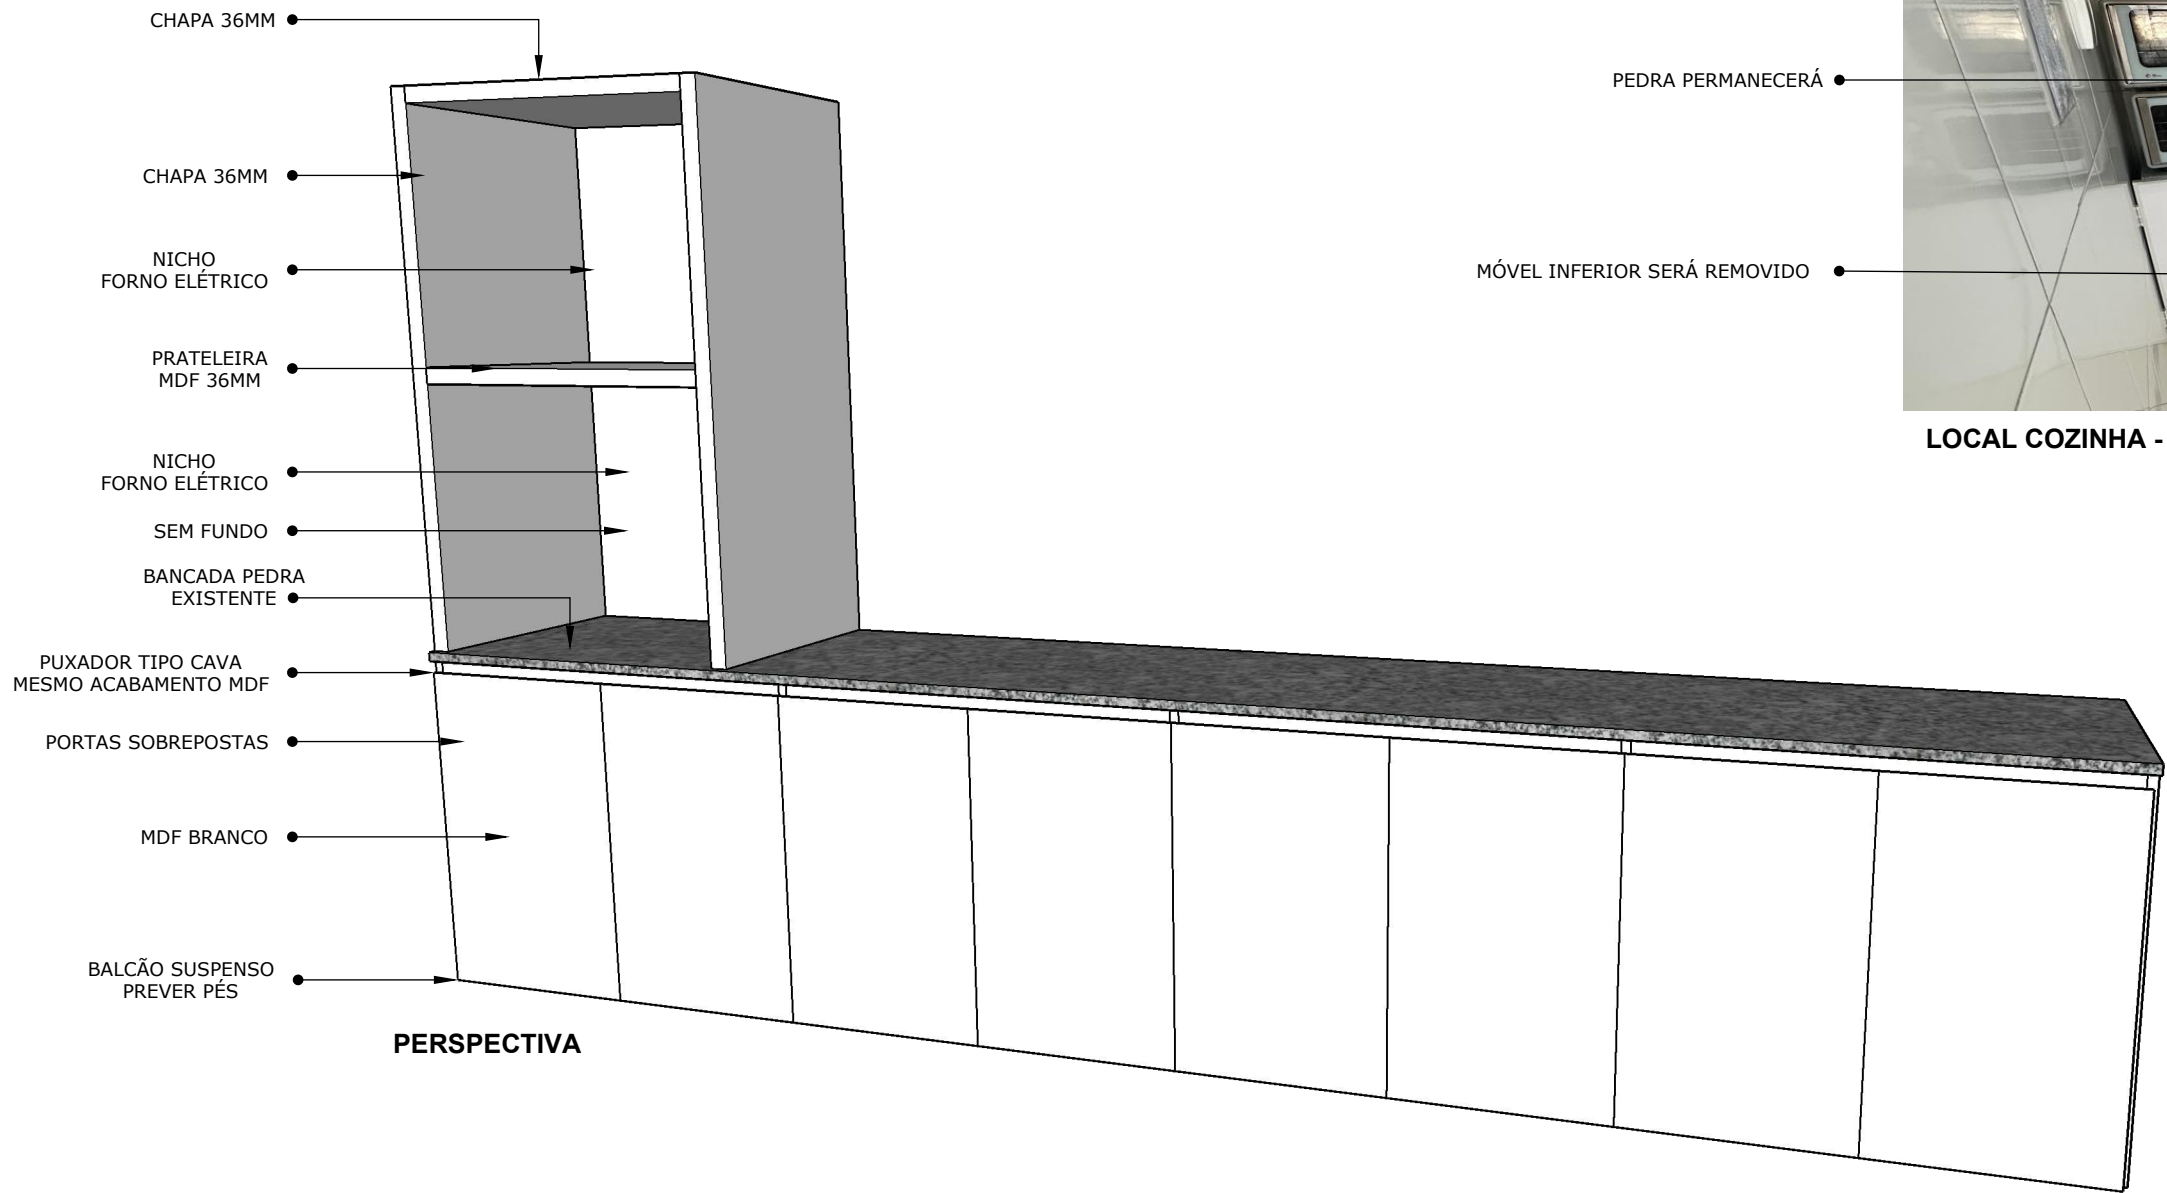 CHAPA 36MM
CHAPA 36MM
NICHO
FORNO ELÉTRICO
PRATELEIRA
MDF 36MM
NICHO
FORNO ELÉTRICO
SEM FUNDO
BANCADA PEDRA
EXISTENTE
PUXADOR TIPO CAVA
MESMO ACABAMENTO MDF
PORTAS SOBREPOSTAS
MDF BRANCO
BALCÃO SUSPENSO
PREVER PÉS
PERSPECTIVA
PEDRA PERMANECERÁ
MÓVEL INFERIOR SERÁ REMOVIDO
LOCAL COZINHA -